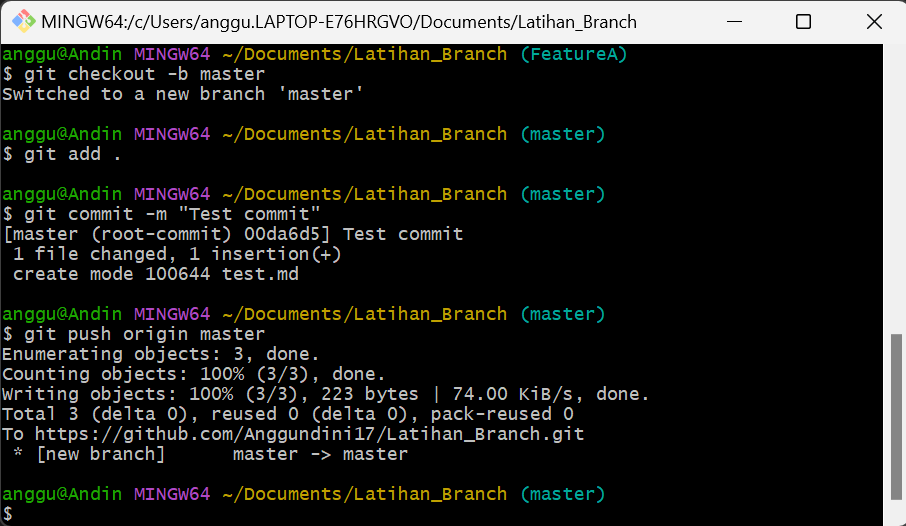 MINGW64:/c/Users/anggu.LAPTOP-E76HRGVO/Documents/Latihan_Branch
anggu@Andin MINGW64 ~/Documents/Latihan_Branch (FeatureA)
$ git checkout -b master
Switched to a new branch 'master'
anggu@Andin MINGW64 ~/Documents/Latihan_Branch (master)
$ git add .
anggu@Andin MINGW64 ~/Documents/Latihan_Branch (master)
$ git commit -m "Test commit"
[master (root-commit) 00da6d5] Test commit
 1 file changed, 1 insertion(+)
 create mode 100644 test.md
anggu@Andin MINGW64 ~/Documents/Latihan_Branch (master)
$ git push origin master
Enumerating objects: 3, done.
Counting objects: 100% (3/3), done.
Writing objects: 100% (3/3), 223 bytes | 74.00 KiB/s, done.
Total 3 (delta 0), reused 0 (delta 0), pack-reused 0
To https://github.com/Anggundini17/Latihan_Branch.git
 * [new branch]      master -> master
anggu@Andin MINGW64 ~/Documents/Latihan_Branch (master)
$